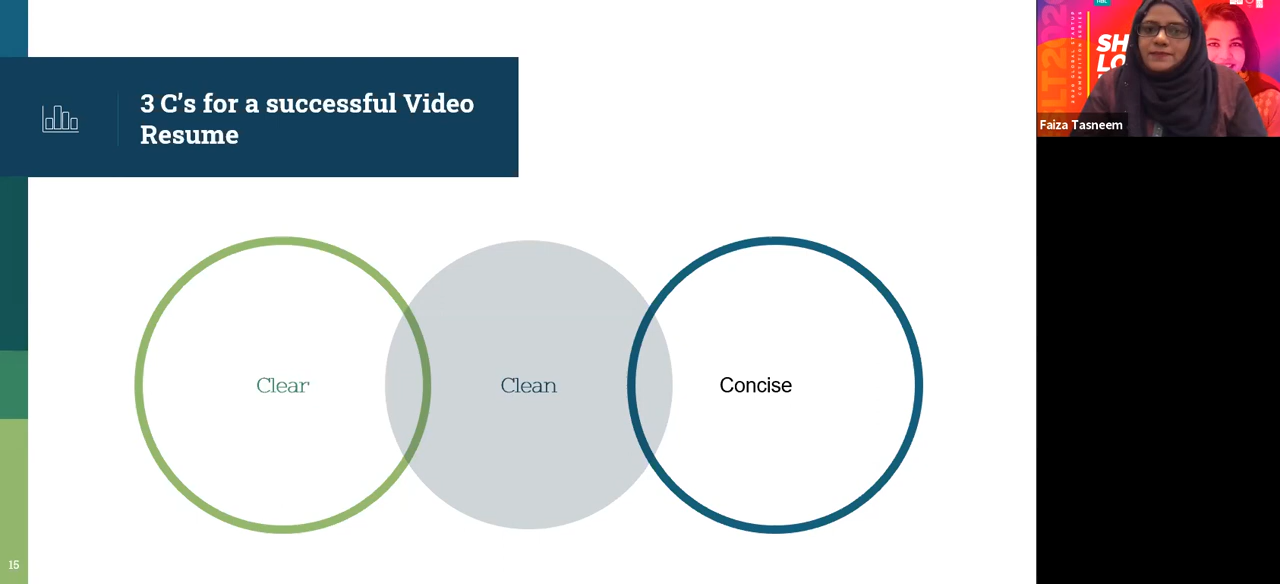 3 C's for a successful Video
Resume
Clear
Clean
Concise
15
Faiza Tasneem